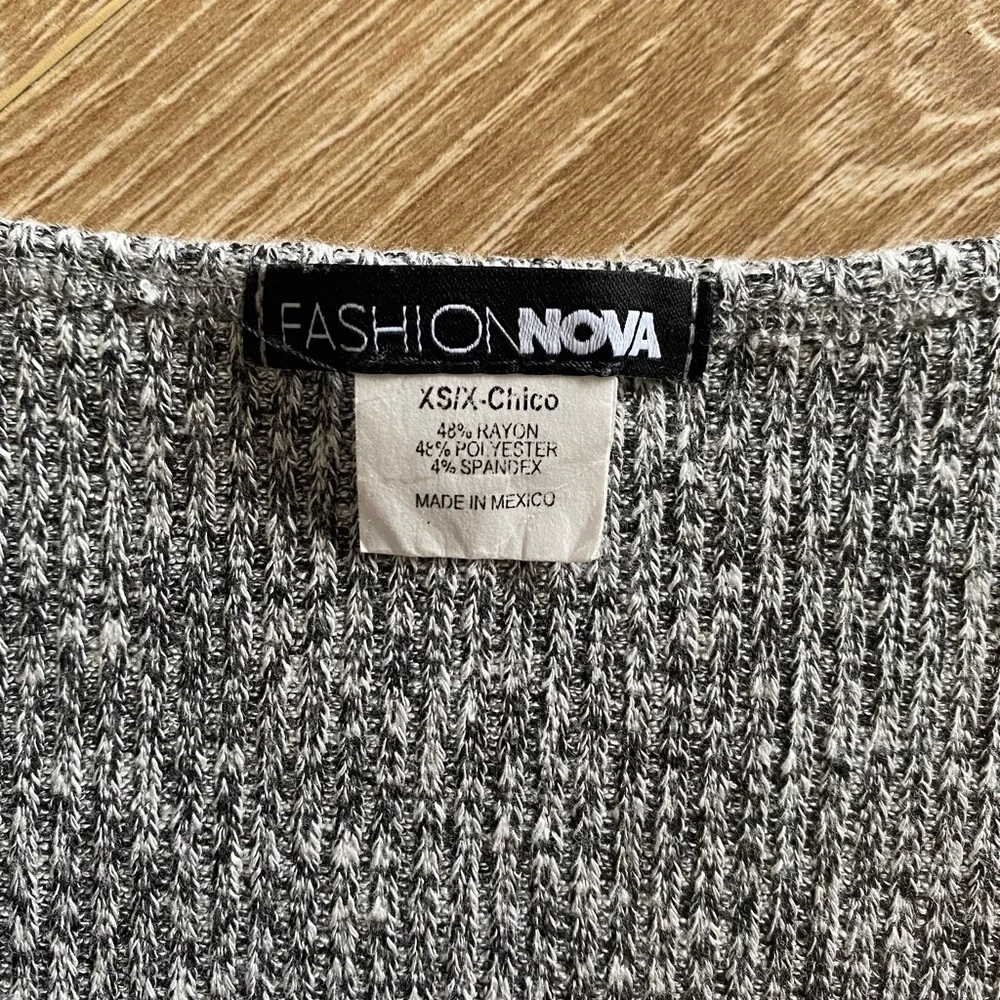 FASHIONNOVA
XS/X-Chico
48% RAYON
48% POLYESTER
4% SPANDEX
MADE IN MEXICO